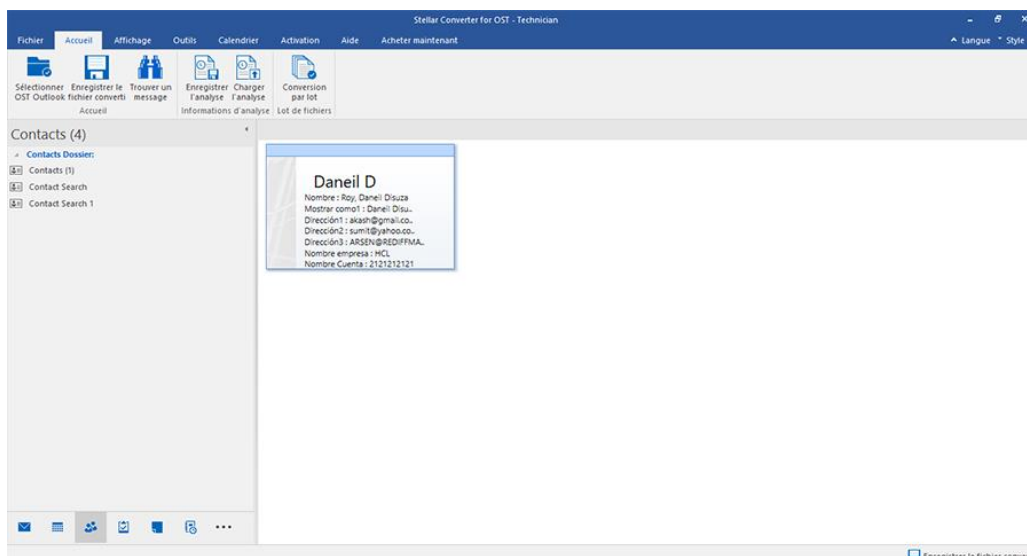 Stellar Converter for OST - Technician
Fichier Accueil Affichage Outils Calendrier Activation Aide Acheter maintenant
Langue Style
Sélectionner Enregistrer le Trouver un Enregistrer Charger Conversion
OST Outlook fichier converti message l'analyse l'analyse par lot
Accueil Informations d'analyse Lot de fichiers
Contacts (4)
Contacts Dossier:
Contacts (1)
Contact Search
Contact Search 1
Daneil D
Nombre : Roy, Daneil Disuza
Mostrar como1 : Daneil Disu..
Dirección1 : akash@gmail.co..
Dirección2 : sumit@yahoo.co..
Dirección3 : ARSEN@REDIFFMA..
Nombre empresa : HCL
Nombre Cuenta : 2121212121
Enregistrer le fichier conver